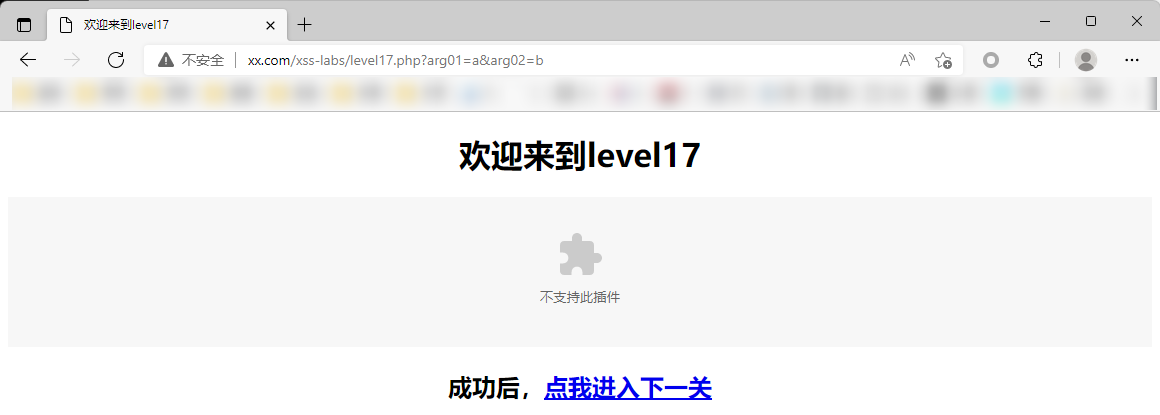 欢迎来到level17
不安全 xx.com/xss-labs/level17.php?arg01=a&arg02=b
欢迎来到level17
不支持此插件
成功后，点我进入下一关